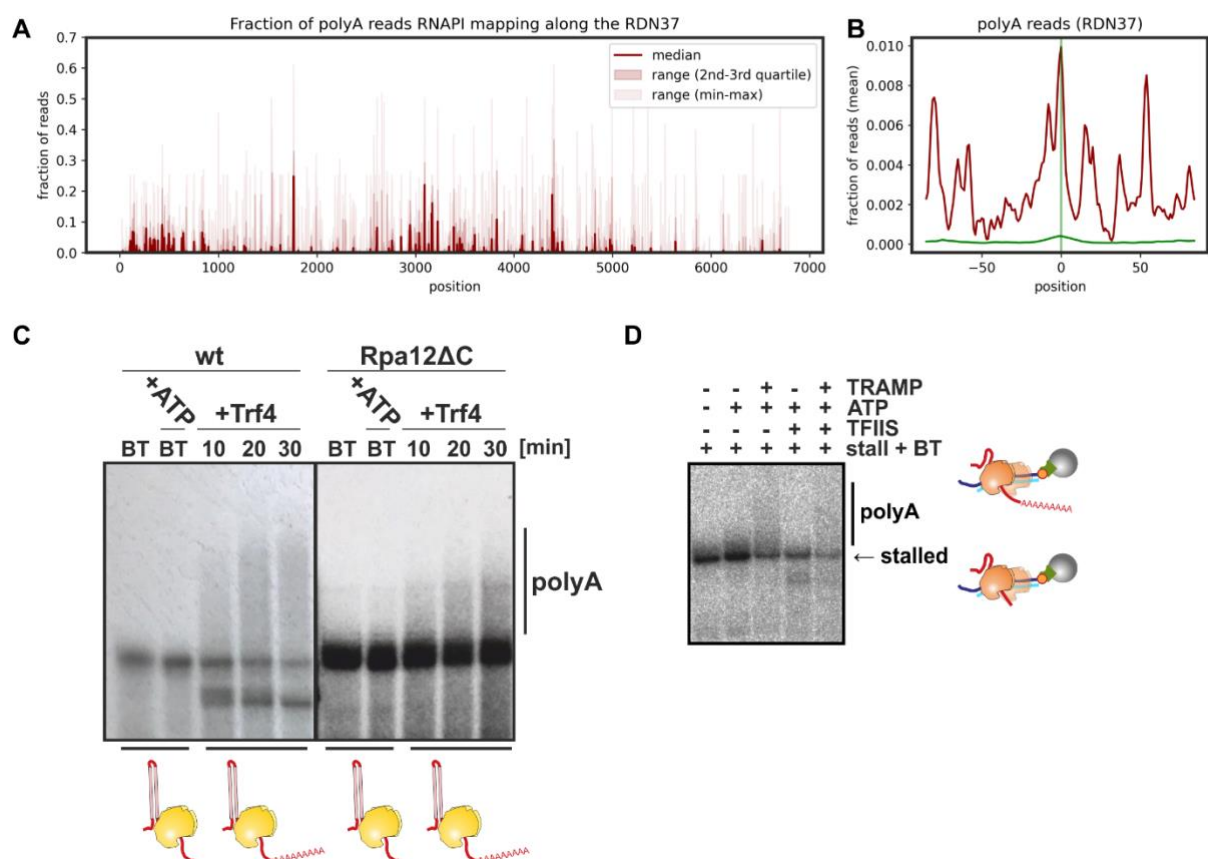 A
Fraction of polyA reads RNAPI mapping along the RDN37
fraction of reads
0.7
0.6
0.5
0.4
0.3
0.2
0.1
0.0
median
range (2nd-3rd quartile)
range (min-max)
0 1000 2000 3000 4000 5000 6000 7000
position
B
polyA reads (RDN37)
fraction of reads (mean)
0.010
0.008
0.006
0.004
0.002
0.000
−50 0 50
position
C
wt Rpa12ΔC
+ATP +Trf4 +ATP +Trf4
BT BT 10 20 30 BT BT 10 20 30 [min]
polyA
AAAAAAAAA AAAAAAAAA
D
- - + - + TRAMP
- + + + + ATP
- - - + + TFIIS
+ + + + + stall + BT
polyA
AAAAAAAAA
← stalled